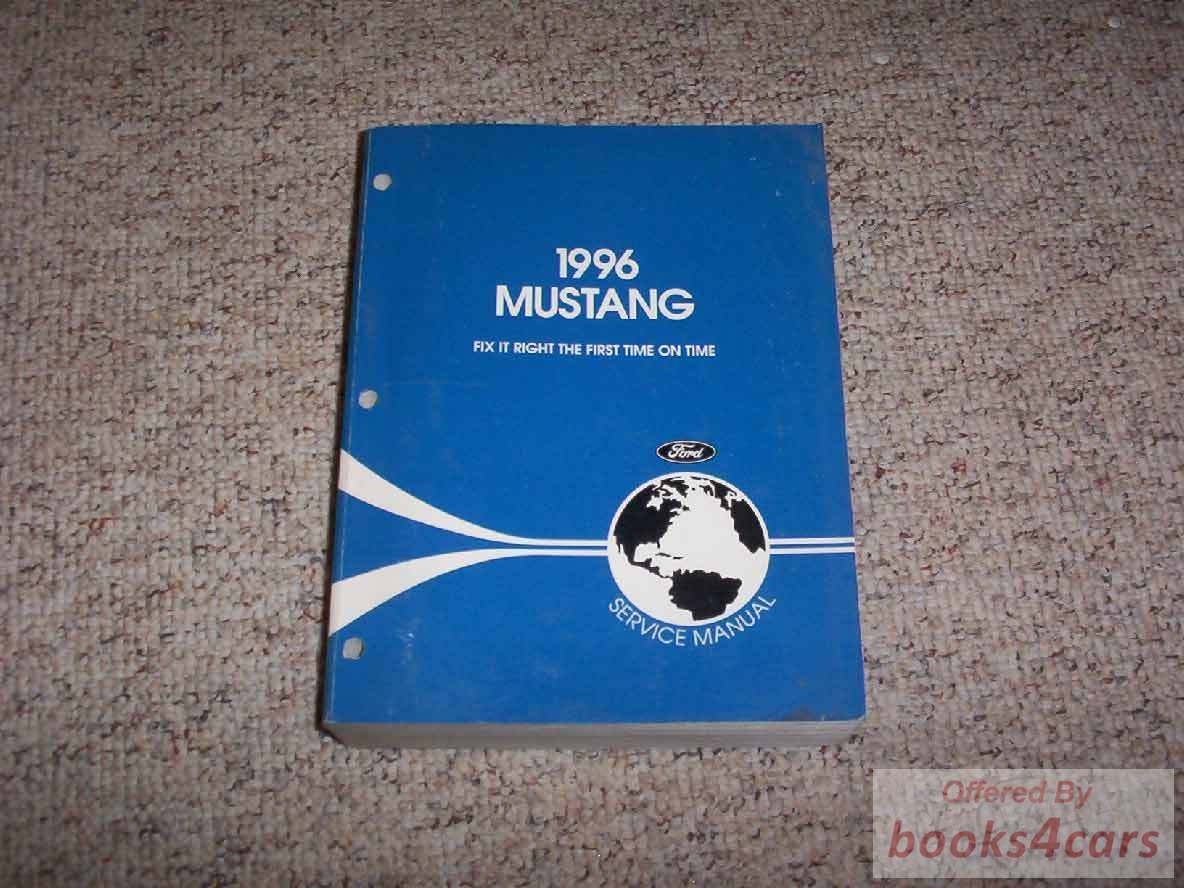 1996
MUSTANG
FIX IT RIGHT THE FIRST TIME ON TIME
Ford
SERVICE MANUAL
Offered By
books4cars